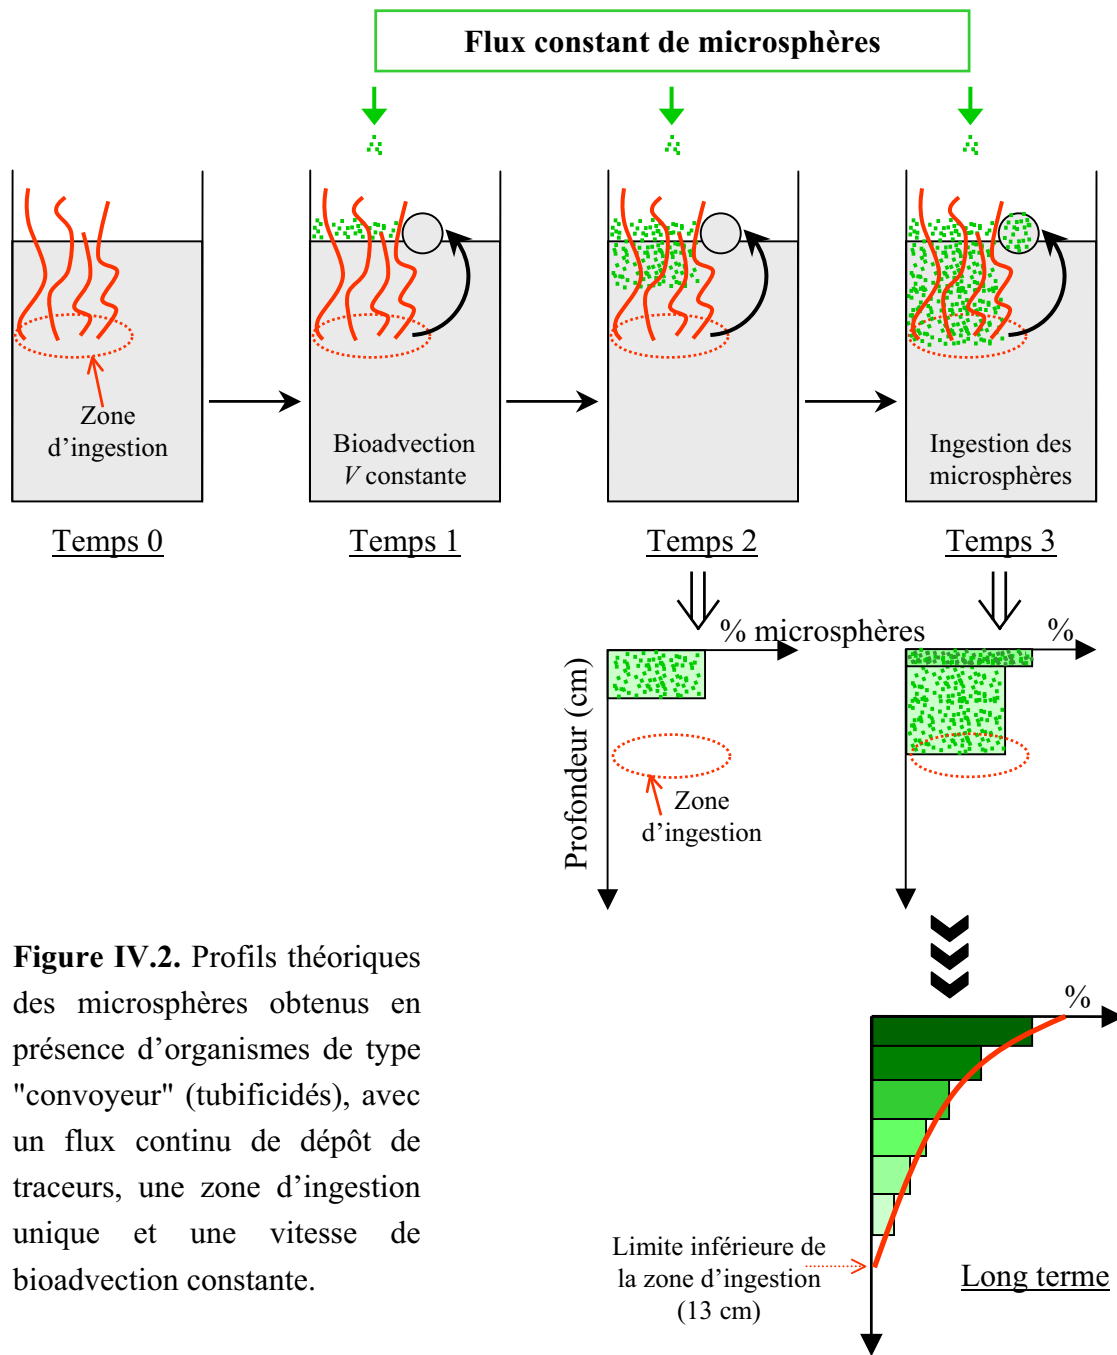 Flux constant de microsphères
Zone
d’ingestion
Bioadvection
V constante
Ingestion des
microsphères
Temps 0
Temps 1
Temps 2
Temps 3
% microsphères
%
Profondeur (cm)
Zone
d’ingestion
Figure IV.2. Profils théoriques
des microsphères obtenus en
présence d’organismes de type
"convoyeur" (tubificidés), avec
un flux continu de dépôt de
traceurs, une zone d’ingestion
unique et une vitesse de
bioadvection constante.
%
Limite inférieure de
la zone d’ingestion
(13 cm)
Long terme